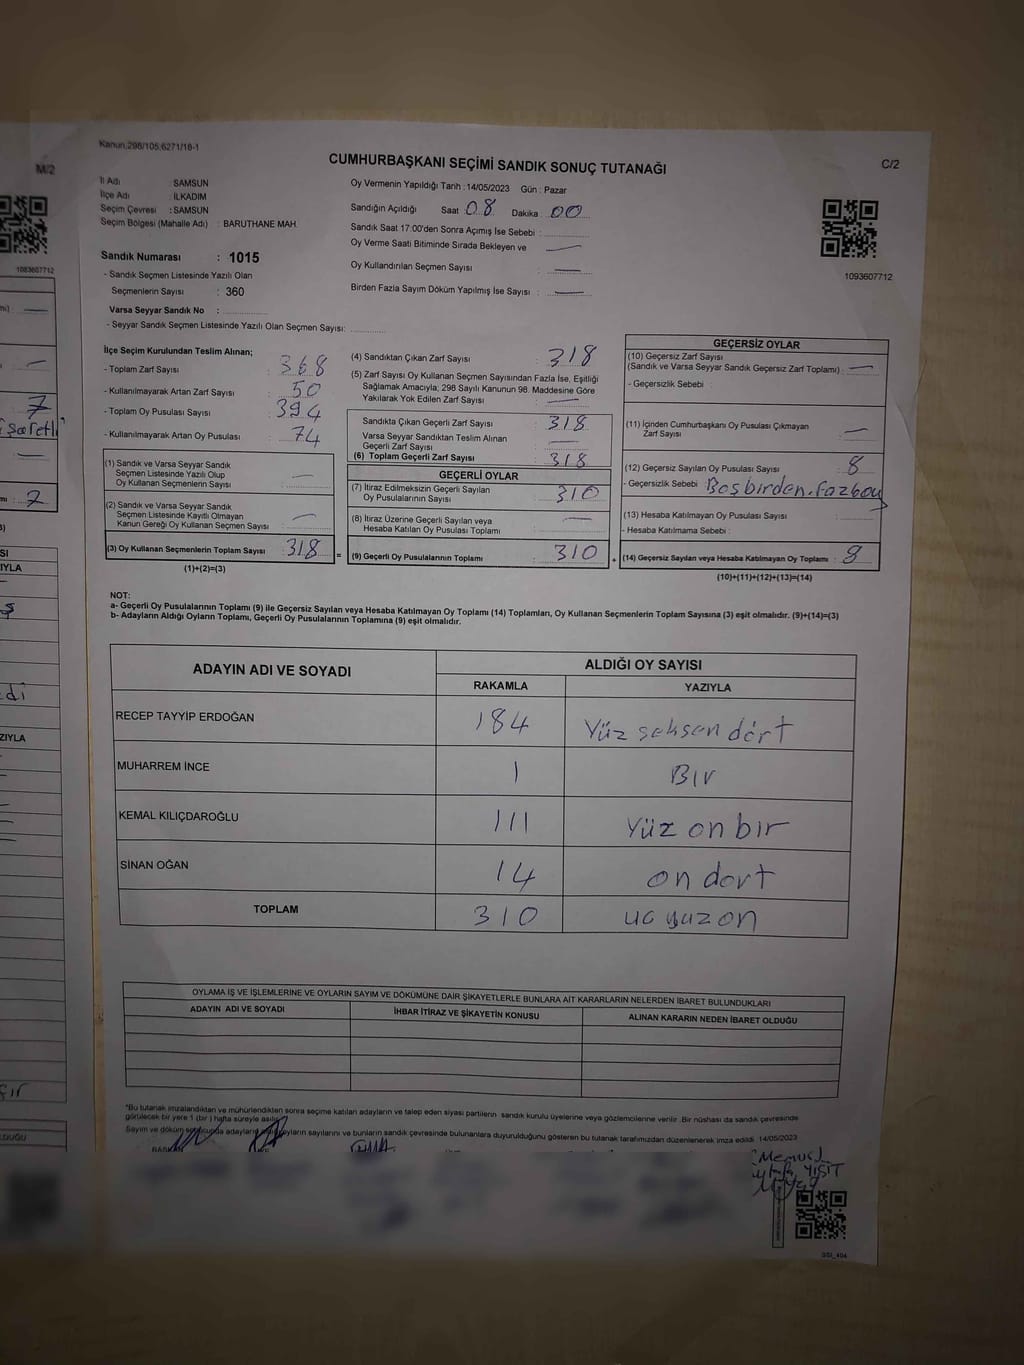 Kanun.298/105,6271/16-1
CUMHURBAŞKANI SEÇİMİ SANDIK SONUÇ TUTANAĞI
C/2
M/2
İl Adı : SAMSUN
İlçe Adı : İLKADIM
Seçim Çevresi : SAMSUN
Seçim Bölgesi (Mahalle Adı) : BARUTHANE MAH.
Oy Vermenin Yapıldığı Tarih : 14/05/2023 Gün : Pazar
Sandığın Açıldığı Saat 08 Dakika : 00
Sandık Saat 17:00'den Sonra Açımış İse Sebebi :
Oy Verme Saati Bitiminde Sırada Bekleyen ve —
Oy Kullandırılan Seçmen Sayısı : —
Birden Fazla Sayım Döküm Yapılmış İse Sayısı : —
1093607712
1083607712
Sandık Numarası : 1015
- Sandık Seçmen Listesinde Yazılı Olan
Seçmenlerin Sayısı : 360
Varsa Seyyar Sandık No :
- Seyyar Sandık Seçmen Listesinde Yazılı Olan Seçmen Sayısı:
İlçe Seçim Kurulundan Teslim Alınan;
- Toplam Zarf Sayısı : 368
- Kullanılmayarak Artan Zarf Sayısı : 50
- Toplam Oy Pusulası Sayısı : 394
- Kullanılmayarak Artan Oy Pusulası : 74
(1) Sandık ve Varsa Seyyar Sandık
Seçmen Listesinde Yazılı Olup
Oy Kullanan Seçmenlerin Sayısı : —
(2) Sandık ve Varsa Seyyar Sandık
Seçmen Listesinde Kayıtlı Olmayan
Kanun Gereği Oy Kullanan Seçmen Sayısı : —
(3) Oy Kullanan Seçmenlerin Toplam Sayısı : 318
(1)+(2)=(3)
=
(4) Sandıktan Çıkan Zarf Sayısı : 318
(5) Zarf Sayısı Oy Kullanan Seçmen Sayısından Fazla İse, Eşitliği
Sağlamak Amacıyla; 298 Sayılı Kanunun 98. Maddesine Göre
Yakılarak Yok Edilen Zarf Sayısı : —
Sandıkta Çıkan Geçerli Zarf Sayısı : 318
Varsa Seyyar Sandıktan Teslim Alınan
Geçerli Zarf Sayısı : —
(6) Toplam Geçerli Zarf Sayısı : 318
GEÇERLİ OYLAR
(7) İtiraz Edilmeksizin Geçerli Sayılan
Oy Pusulalarının Sayısı : 310
(8) İtiraz Üzerine Geçerli Sayılan veya
Hesaba Katılan Oy Pusulası Toplamı : —
(9) Geçerli Oy Pusulalarının Toplamı : 310
+
GEÇERSİZ OYLAR
(10) Geçersiz Zarf Sayısı
(Sandık ve Varsa Seyyar Sandık Geçersiz Zarf Toplamı) : —
- Geçersizlik Sebebi :
(11) İçinden Cumhurbaşkanı Oy Pusulası Çıkmayan
Zarf Sayısı : —
(12) Geçersiz Sayılan Oy Pusulası Sayısı : 8
- Geçersizlik Sebebi : Boş birden.fazla oy
(13) Hesaba Katılmayan Oy Pusulası Sayısı :
- Hesaba Katılmama Sebebi :
(14) Geçersiz Sayılan veya Hesaba Katılmayan Oy Toplamı : 8
(10)+(11)+(12)+(13)=(14)
NOT:
a- Geçerli Oy Pusulalarının Toplamı (9) ile Geçersiz Sayılan veya Hesaba Katılmayan Oy Toplamı (14) Toplamları, Oy Kullanan Seçmenlerin Toplam Sayısına (3) eşit olmalıdır. (9)+(14)=(3)
b- Adayların Aldığı Oyların Toplamı, Geçerli Oy Pusulalarının Toplamına (9) eşit olmalıdır.
ADAYIN ADI VE SOYADI
ALDIĞI OY SAYISI
RAKAMLA YAZIYLA
RECEP TAYYİP ERDOĞAN 184 Yüz seksen dört
MUHARREM İNCE 1 Bir
KEMAL KILIÇDAROĞLU 111 Yüz on bir
SİNAN OĞAN 14 on dort
TOPLAM 310 uc yuz on
OYLAMA İŞ VE İŞLEMLERİNE VE OYLARIN SAYIM VE DÖKÜMÜNE DAİR ŞİKAYETLERLE BUNLARA AİT KARARLARIN NELERDEN İBARET BULUNDUKLARI
ADAYIN ADI VE SOYADI İHBAR İTİRAZ VE ŞİKAYETİN KONUSU ALINAN KARARIN NEDEN İBARET OLDUĞU
*Bu tutanak imzalandıktan ve mühürlendikten sonra seçime katılan adayların ve talep eden siyasi partilerin sandık kurulu üyelerine veya gözlemcilerine verilir. Bir nüshası da sandık çevresinde
görülecek bir yere 1 (bir) hafta süreyle asılır.
Sayım ve döküm sonucunda adayların sayılarını ve bunların sandık çevresinde bulunanlara duyurulduğunu gösteren bu tutanak tarafımızdan düzenlenerek imza edildi. 14/05/2023
BAŞKAN
YİĞİT
SSI_404